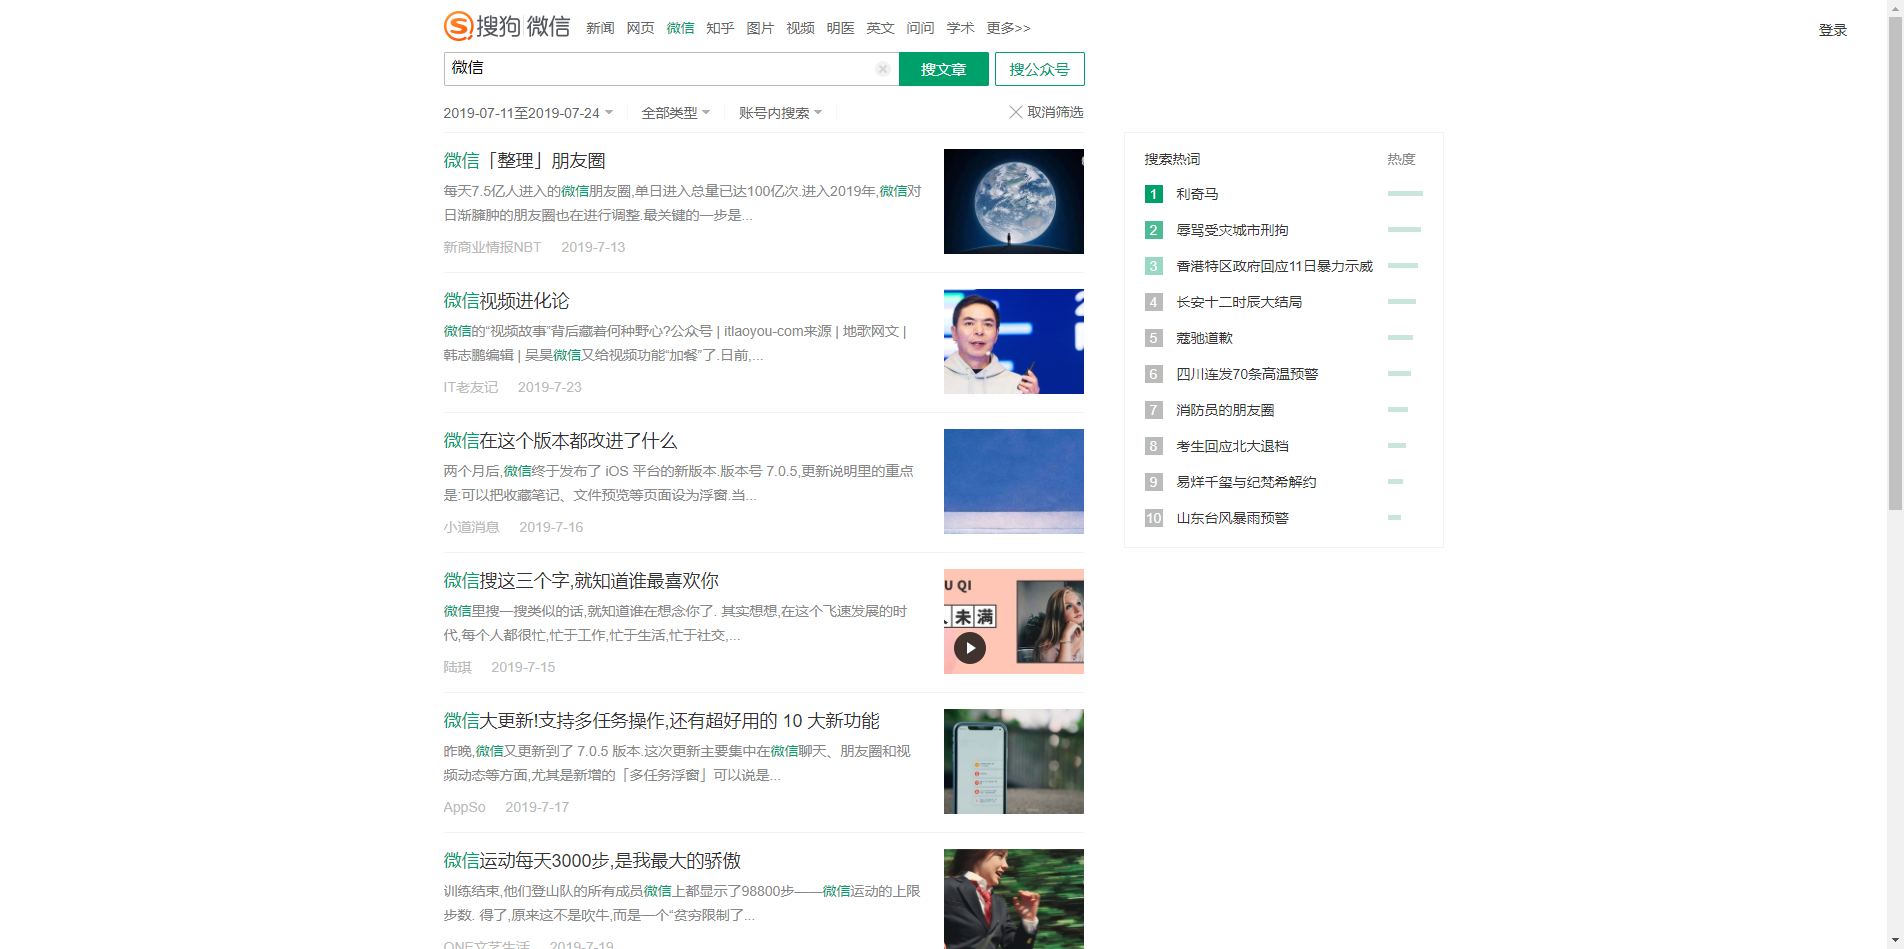 搜狗 微信 新闻 网页 微信 知乎 图片 视频 明医 英文 问问 学术 更多>> 登录
微信 搜文章 搜公众号
2019-07-11至2019-07-24 全部类型 账号内搜索 取消筛选
微信「整理」朋友圈
每天7.5亿人进入的微信朋友圈,单日进入总量已达100亿次.进入2019年,微信对
日渐臃肿的朋友圈也在进行调整.最关键的一步是...
新商业情报NBT 2019-7-13
微信视频进化论
微信的“视频故事”背后藏着何种野心?公众号 | itlaoyou-com来源 | 地歌网文 |
韩志鹏编辑 | 吴昊微信又给视频功能“加餐”了.日前,...
IT老友记 2019-7-23
微信在这个版本都改进了什么
两个月后,微信终于发布了 iOS 平台的新版本.版本号 7.0.5,更新说明里的重点
是:可以把收藏笔记、文件预览等页面设为浮窗.当...
小道消息 2019-7-16
微信搜这三个字,就知道谁最喜欢你
微信里搜一搜类似的话,就知道谁在想念你了. 其实想想,在这个飞速发展的时
代,每个人都很忙,忙于工作,忙于生活,忙于社交,...
陆琪 2019-7-15
U QI
人未满
微信大更新!支持多任务操作,还有超好用的 10 大新功能
昨晚,微信又更新到了 7.0.5 版本.这次更新主要集中在微信聊天、朋友圈和视
频动态等方面,尤其是新增的「多任务浮窗」可以说是...
AppSo 2019-7-17
微信运动每天3000步,是我最大的骄傲
训练结束,他们登山队的所有成员微信上都显示了98800步——微信运动的上限
步数. 得了,原来这不是吹牛,而是一个“贫穷限制了...
ONE文艺生活 2019-7-19
搜索热词 热度
1 利奇马
2 辱骂受灾城市刑拘
3 香港特区政府回应11日暴力示威
4 长安十二时辰大结局
5 蔻驰道歉
6 四川连发70条高温预警
7 消防员的朋友圈
8 考生回应北大退档
9 易烊千玺与纪梵希解约
10 山东台风暴雨预警